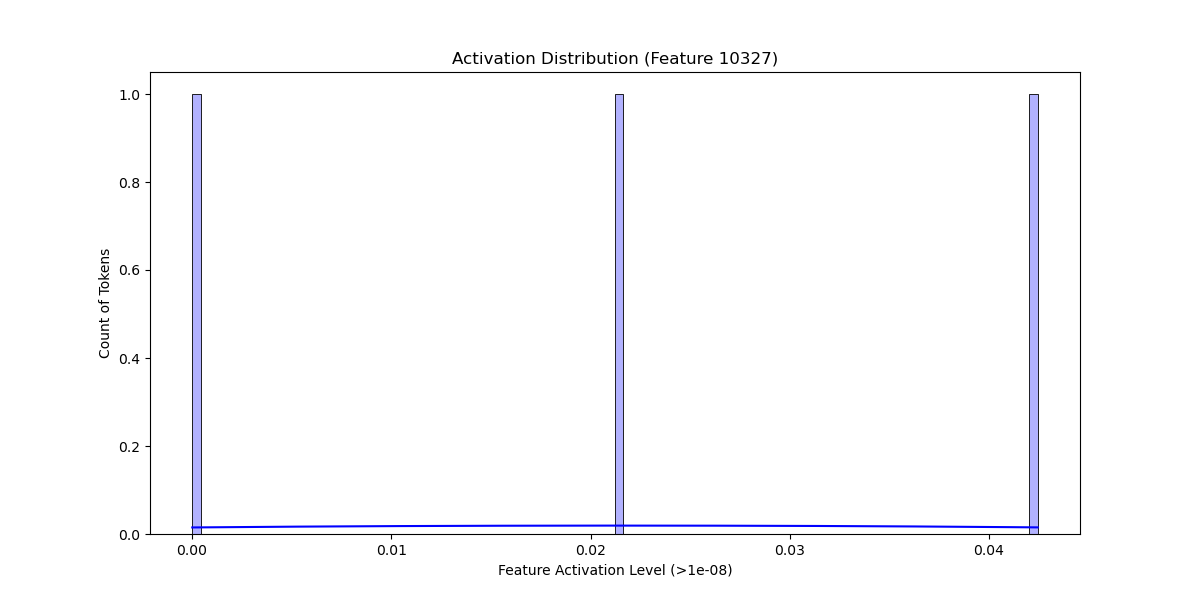 Activation Distribution (Feature 10327)
1.0
0.8
0.6
0.4
0.2
0.0
Count of Tokens
0.00 0.01 0.02 0.03 0.04
Feature Activation Level (>1e-08)